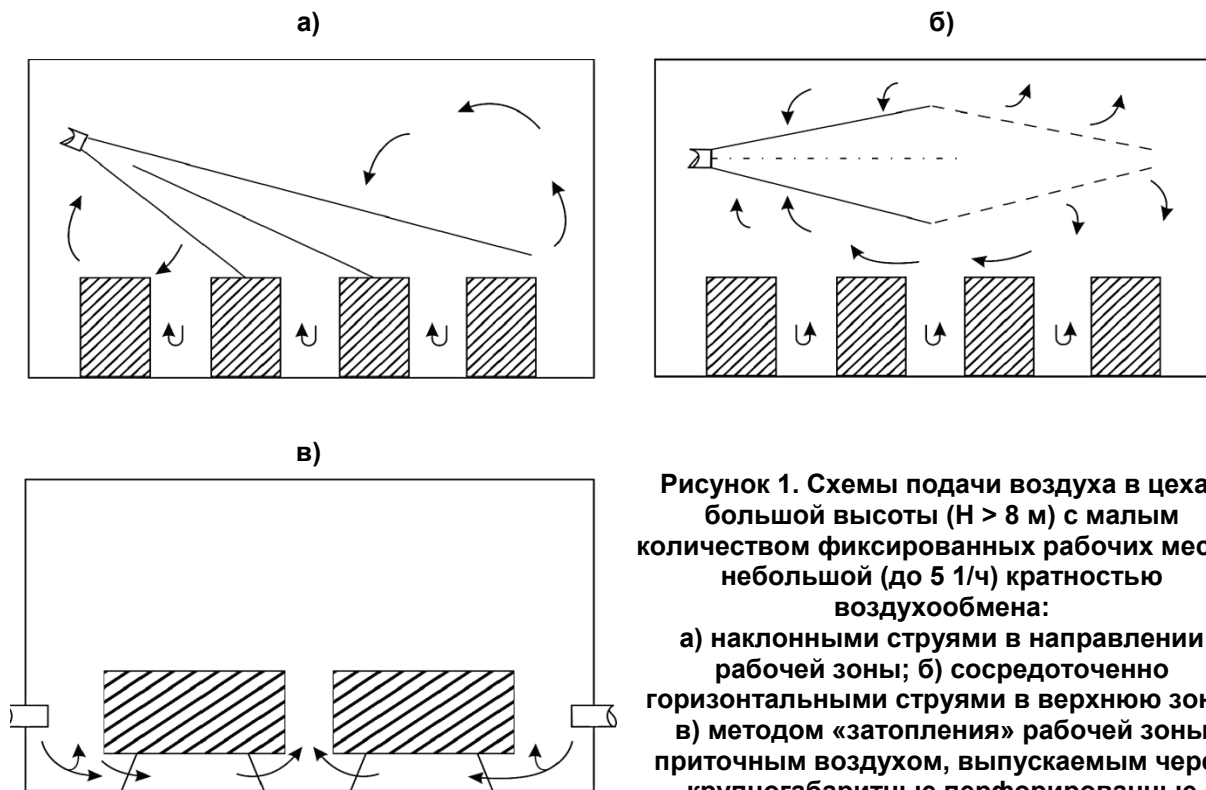 а)
б)
в)
Рисунок 1. Схемы подачи воздуха в цеха
большой высоты (Н > 8 м) с малым
количеством фиксированных рабочих мес
небольшой (до 5 1/ч) кратностью
воздухообмена:
а) наклонными струями в направлении
рабочей зоны; б) сосредоточенно
горизонтальными струями в верхнюю зон
в) методом «затопления» рабочей зоны
приточным воздухом, выпускаемым чере
крупногабаритные перфорированные